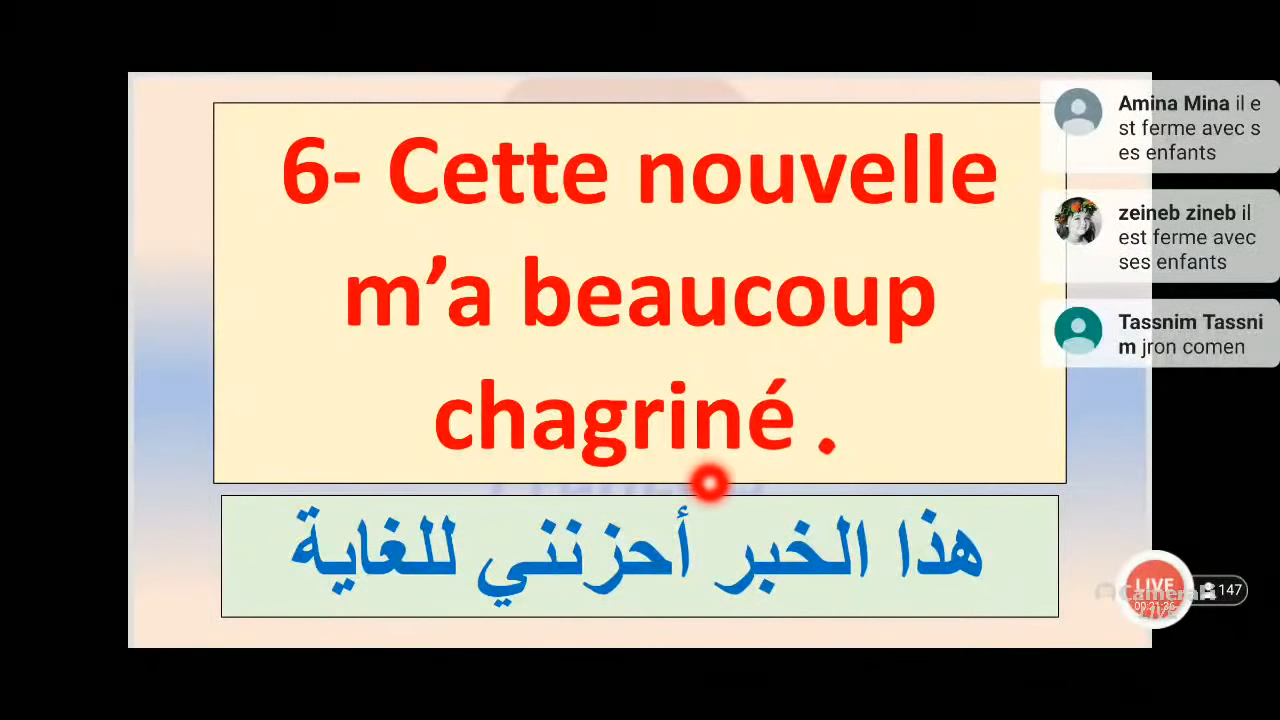 6- Cette nouvelle
m’a beaucoup
chagriné .
هذا الخبر أحزنني للغاية
Amina Mina il e
st ferme avec s
es enfants
zeineb zineb il
est ferme avec
ses enfants
Tassnim Tassni
m jron comen
LIVE
147
LIVE